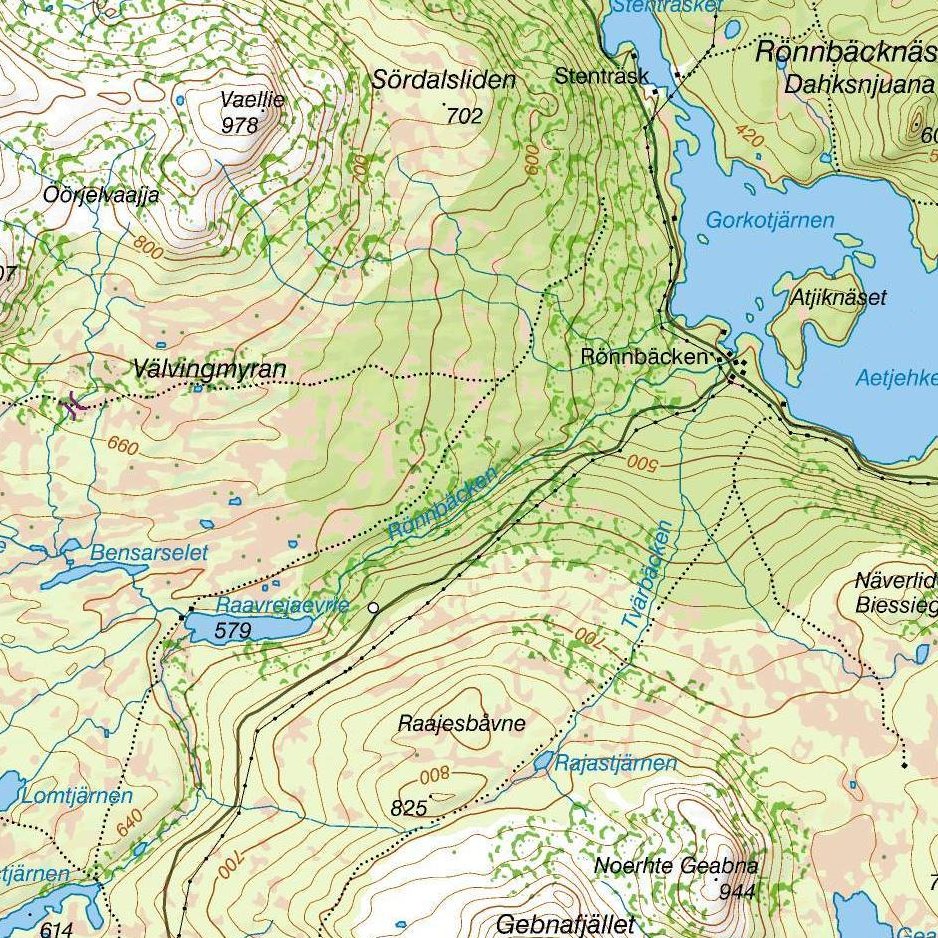 Stenträsket
Rönnbäcknäs
Dahksnjuana
Sördalsliden
702
Stenträsk
Vaellie
978
420
600
700
Öörjelvaajja
Gorkotjärnen
800
Atjiknäset
Rönnbäcken
Välvingmyran
Aetjehke
660
500
Rönnbäcken
Bensarselet
Tvärbäcken
Näverlid
Biessieg
Raavrejaevrie
579
700
Raajesbåvne
Rajastjärnen
800
825
Lomtjärnen
640
700
Noerhte Geabna
944
stjärnen
614
Gebnafjället